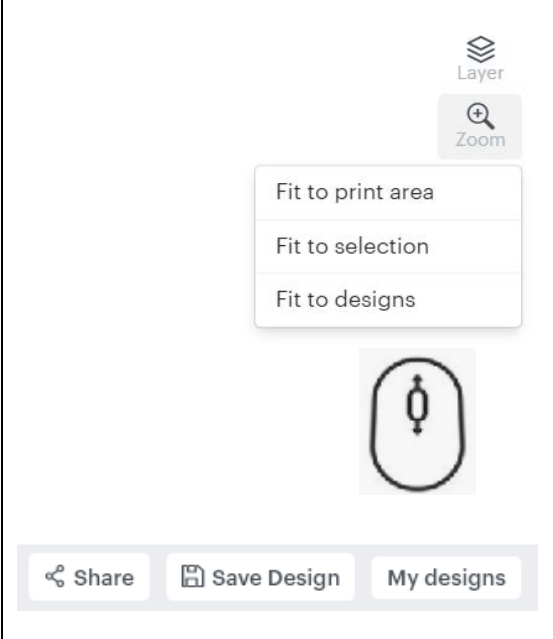 Layer
Zoom
Fit to print area
Fit to selection
Fit to designs
Share
Save Design
My designs